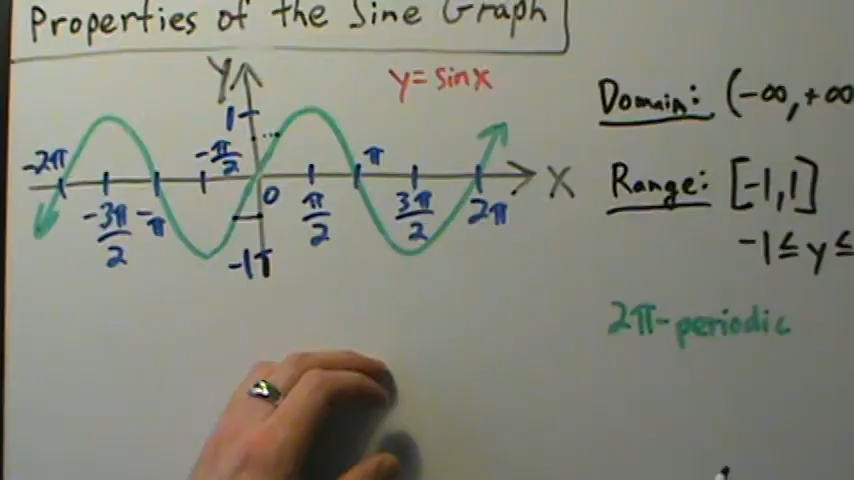 Properties of the Sine Graph
Y
y = sin x
1
Domain: (-∞, +∞
-2π
-π/2
π
X
0
Range: [-1, 1]
-3π/2
-π
π/2
3π/2
2π
-1
-1 ≤ y ≤
2π-periodic